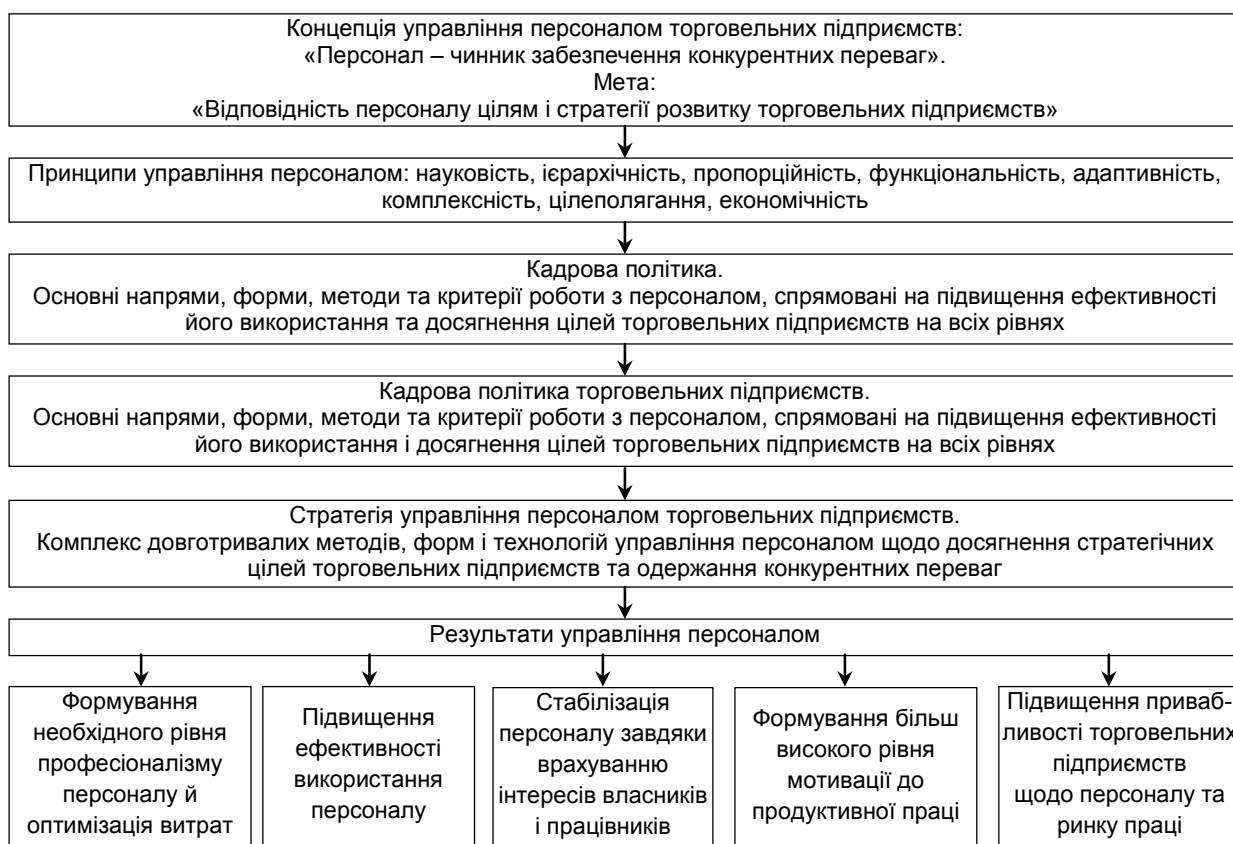 Концепція управління персоналом торговельних підприємств:
«Персонал – чинник забезпечення конкурентних переваг».
Мета:
«Відповідність персоналу цілям і стратегії розвитку торговельних підприємств»
Принципи управління персоналом: науковість, ієрархічність, пропорційність, функціональність, адаптивність,
комплексність, цілеполягання, економічність
Кадрова політика.
Основні напрями, форми, методи та критерії роботи з персоналом, спрямовані на підвищення ефективності
його використання та досягнення цілей торговельних підприємств на всіх рівнях
Кадрова політика торговельних підприємств.
Основні напрями, форми, методи та критерії роботи з персоналом, спрямовані на підвищення ефективності
його використання і досягнення цілей торговельних підприємств на всіх рівнях
Стратегія управління персоналом торговельних підприємств.
Комплекс довготривалих методів, форм і технологій управління персоналом щодо досягнення стратегічних
цілей торговельних підприємств та одержання конкурентних переваг
Результати управління персоналом
Формування
необхідного рівня
професіоналізму
персоналу й
оптимізація витрат
Підвищення
ефективності
використання
персоналу
Стабілізація
персоналу завдяки
врахуванню
інтересів власників
і працівників
Формування більш
високого рівня
мотивації до
продуктивної праці
Підвищення приваб-
ливості торговельних
підприємств
щодо персоналу та
ринку праці